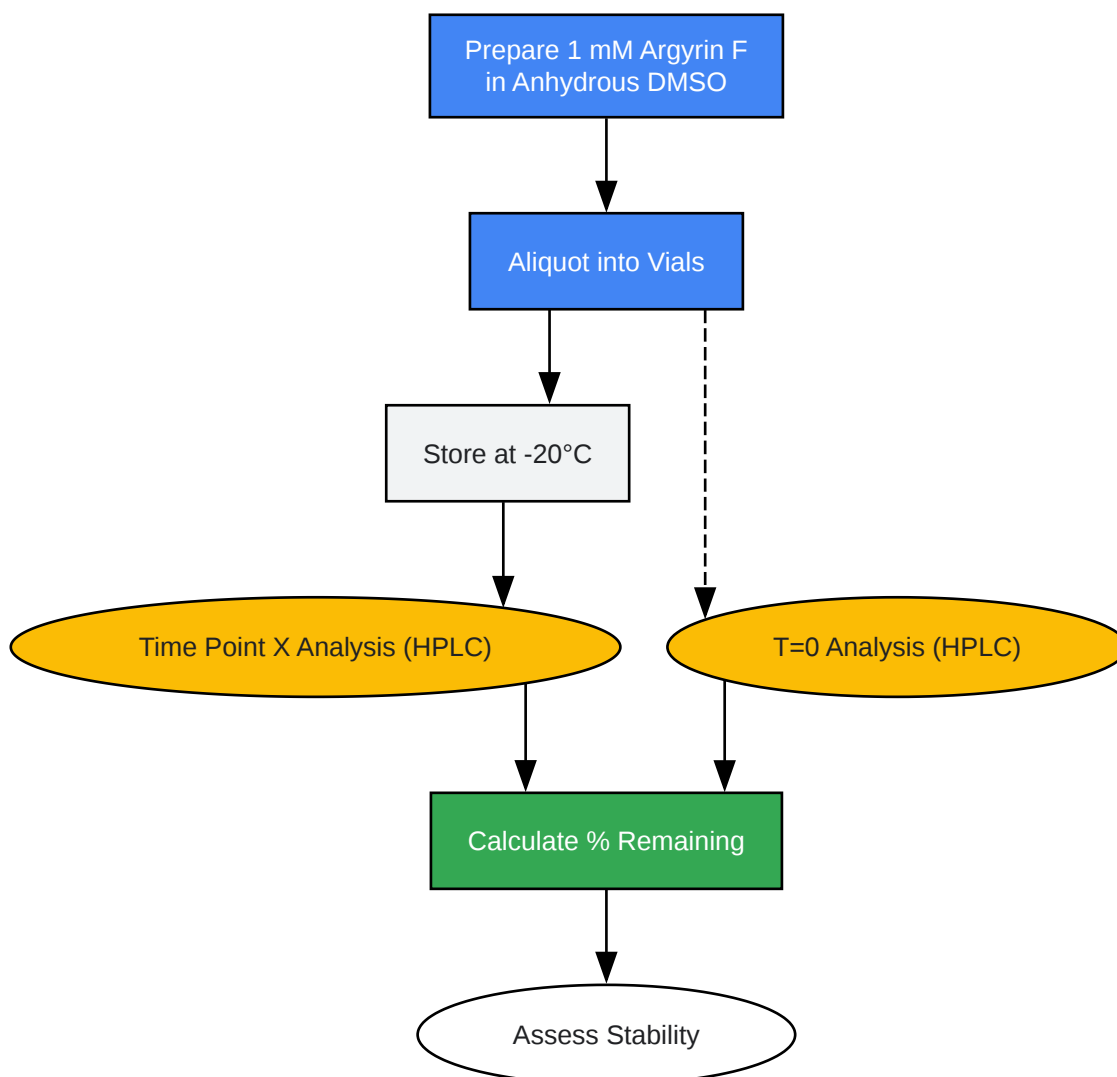 Prepare 1 mM Argyrin F
in Anhydrous DMSO
Aliquot into Vials
Store at -20°C
Time Point X Analysis (HPLC)
T=0 Analysis (HPLC)
Calculate % Remaining
Assess Stability